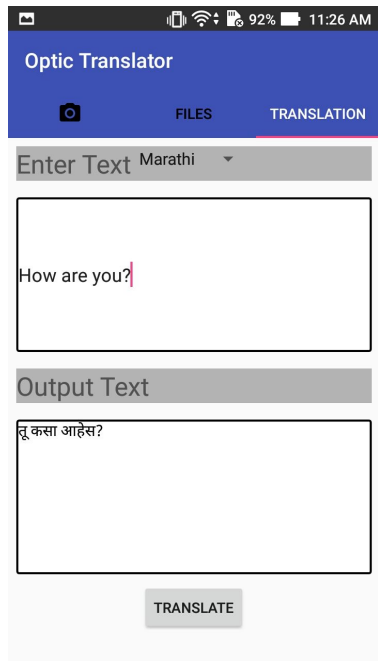 92% 11:26 AM
Optic Translator
FILES TRANSLATION
Enter Text Marathi
How are you?
Output Text
तू कसा आहेस?
TRANSLATE